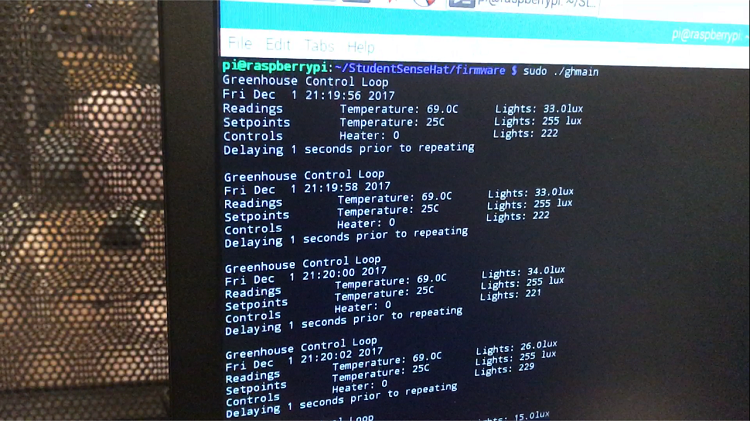 pi@raspberrypi: ~/St...
pi@raspberrypi
File Edit Tabs Help
pi@raspberrypi:~/StudentSenseHat/firmware $ sudo ./ghmain
Greenhouse Control Loop
Fri Dec 1 21:19:56 2017
Readings Temperature: 69.0C Lights: 33.0lux
Setpoints Temperature: 25C Lights: 255 lux
Controls Heater: 0 Lights: 222
Delaying 1 seconds prior to repeating
Greenhouse Control Loop
Fri Dec 1 21:19:58 2017
Readings Temperature: 69.0C Lights: 33.0lux
Setpoints Temperature: 25C Lights: 255 lux
Controls Heater: 0 Lights: 222
Delaying 1 seconds prior to repeating
Greenhouse Control Loop
Fri Dec 1 21:20:00 2017
Readings Temperature: 69.0C Lights: 34.0lux
Setpoints Temperature: 25C Lights: 255 lux
Controls Heater: 0 Lights: 221
Delaying 1 seconds prior to repeating
Greenhouse Control Loop
Fri Dec 1 21:20:02 2017
Readings Temperature: 69.0C Lights: 26.0lux
Setpoints Temperature: 25C Lights: 255 lux
Controls Heater: 0 Lights: 229
Delaying 1 seconds prior to repeating
Loop
15.0lux